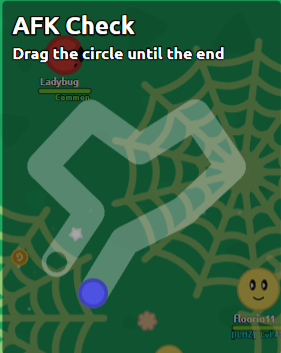 AFK Check
Drag the circle until the end
Ladybug
Common
floorin11